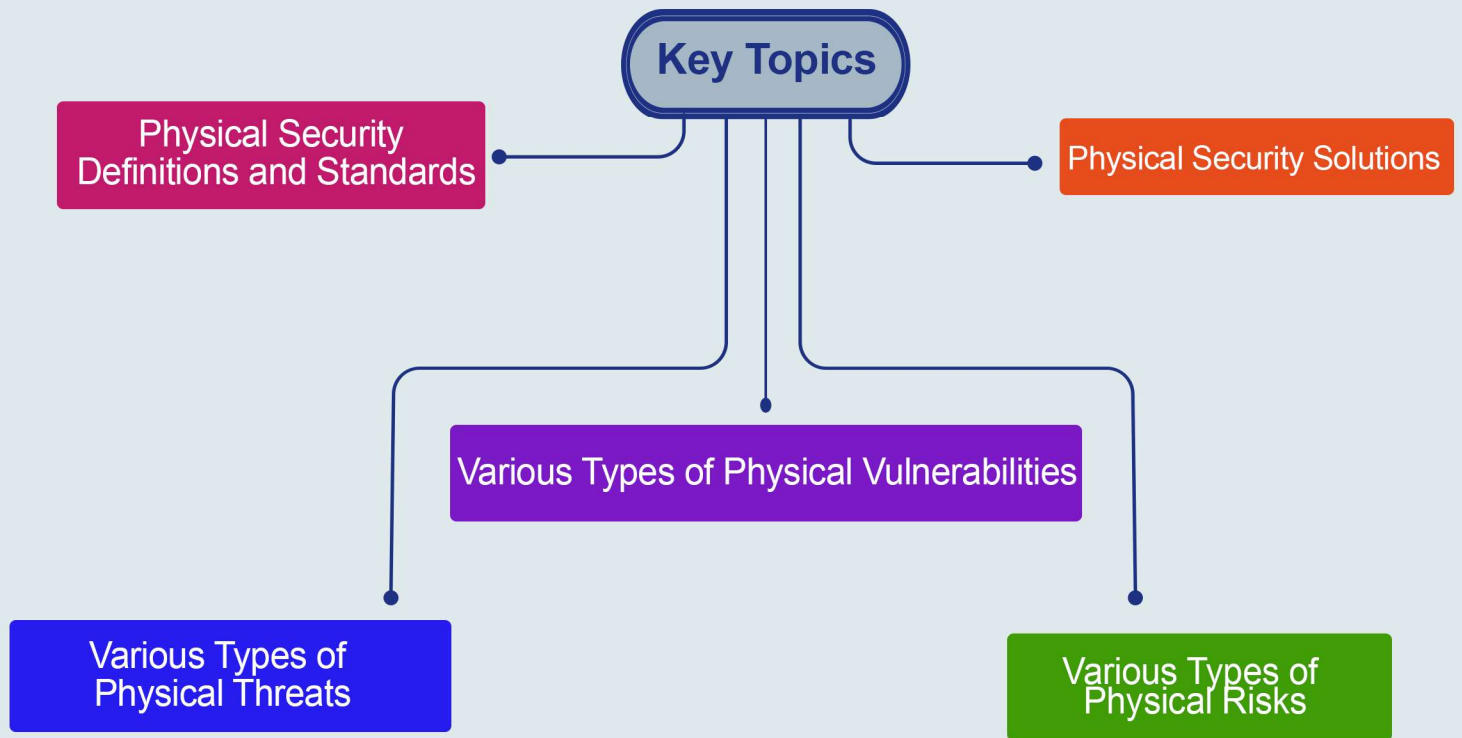 Key Topics
Physical Security
Definitions and Standards
Physical Security Solutions
Various Types of Physical Vulnerabilities
Various Types of
Physical Threats
Various Types of
Physical Risks